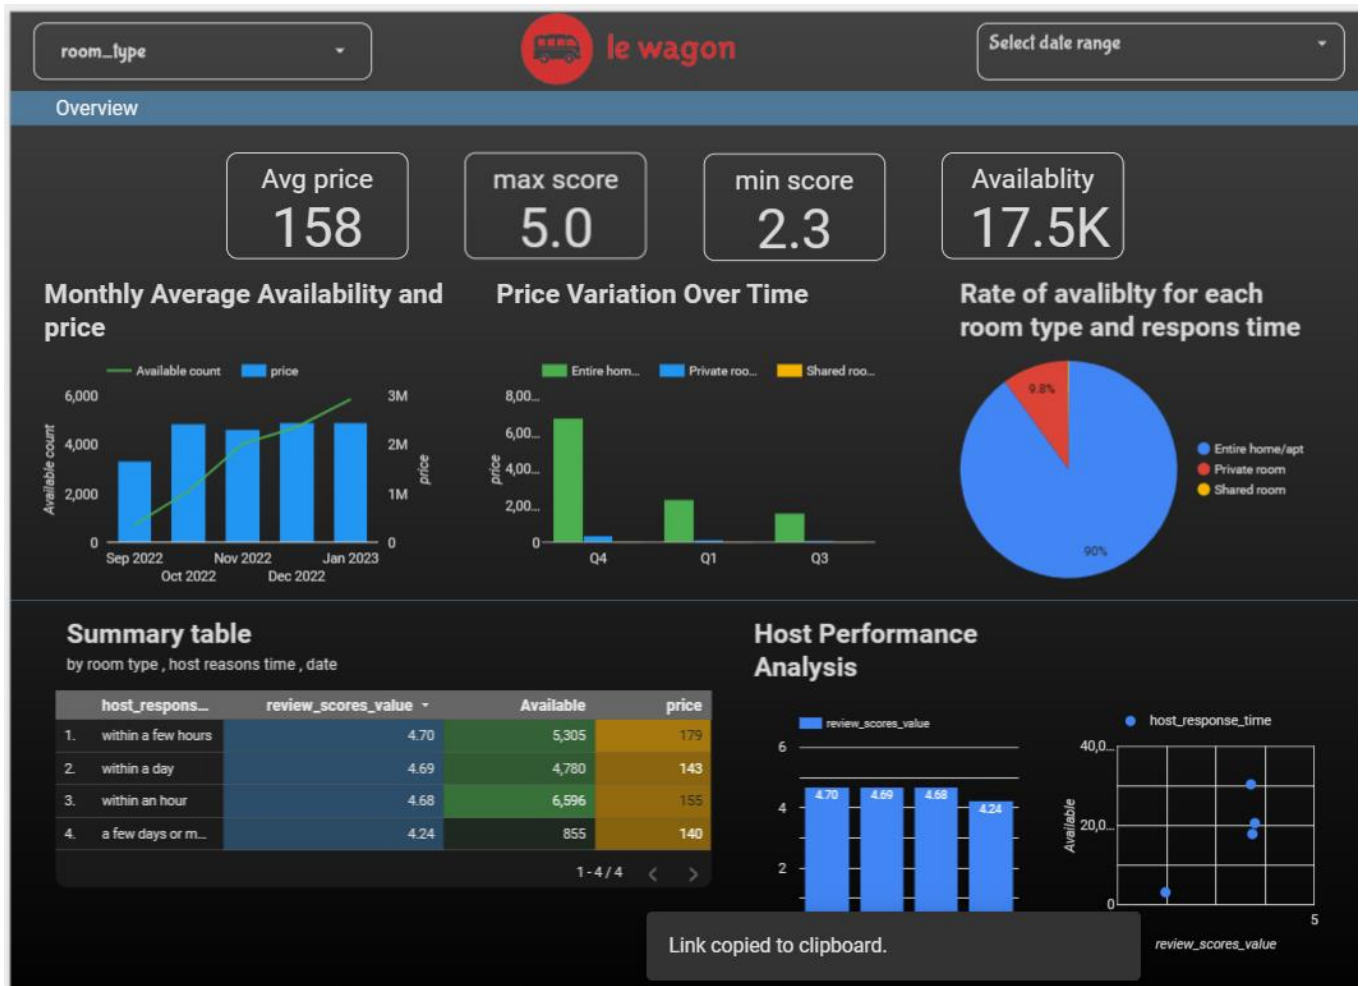 room_type
le wagon
Select date range
Overview
Avg price
158
max score
5.0
min score
2.3
Availablity
17.5K
Monthly Average Availability and
price
Available count
price
6,000
4,000
2,000
0
Available count
3M
2M
1M
0
price
Sep 2022
Oct 2022
Nov 2022
Dec 2022
Jan 2023
Price Variation Over Time
Entire hom...
Private roo...
Shared roo...
8,00...
6,00...
4,00...
2,00...
0
price
Q4
Q1
Q3
Rate of avaliblty for each
room type and respons time
9.8%
90%
Entire home/apt
Private room
Shared room
Summary table
by room type , host reasons time , date
host_respons... review_scores_value Available price
1. within a few hours 4.70 5,305 179
2. within a day 4.69 4,780 143
3. within an hour 4.68 6,596 155
4. a few days or m... 4.24 855 140
1 - 4 / 4
Host Performance
Analysis
review_scores_value
6
4
2
4.70
4.69
4.68
4.24
host_response_time
40,0...
20,0...
0
Available
5
review_scores_value
Link copied to clipboard.